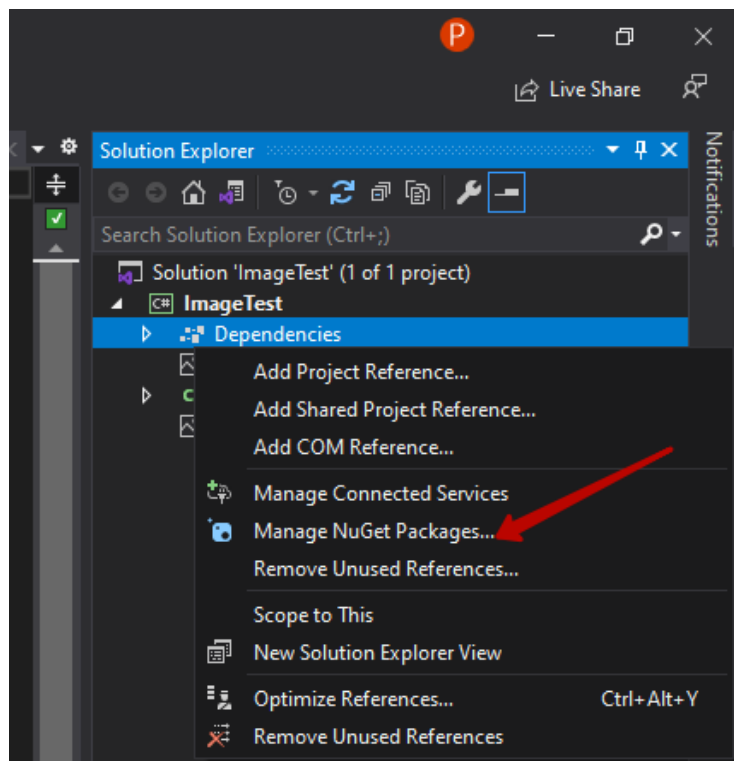 P
Live Share
Solution Explorer
Notifications
Search Solution Explorer (Ctrl+;)
Solution 'ImageTest' (1 of 1 project)
C# ImageTest
Dependencies
Add Project Reference...
Add Shared Project Reference...
Add COM Reference...
Manage Connected Services
Manage NuGet Packages...
Remove Unused References...
Scope to This
New Solution Explorer View
Optimize References... Ctrl+Alt+Y
Remove Unused References